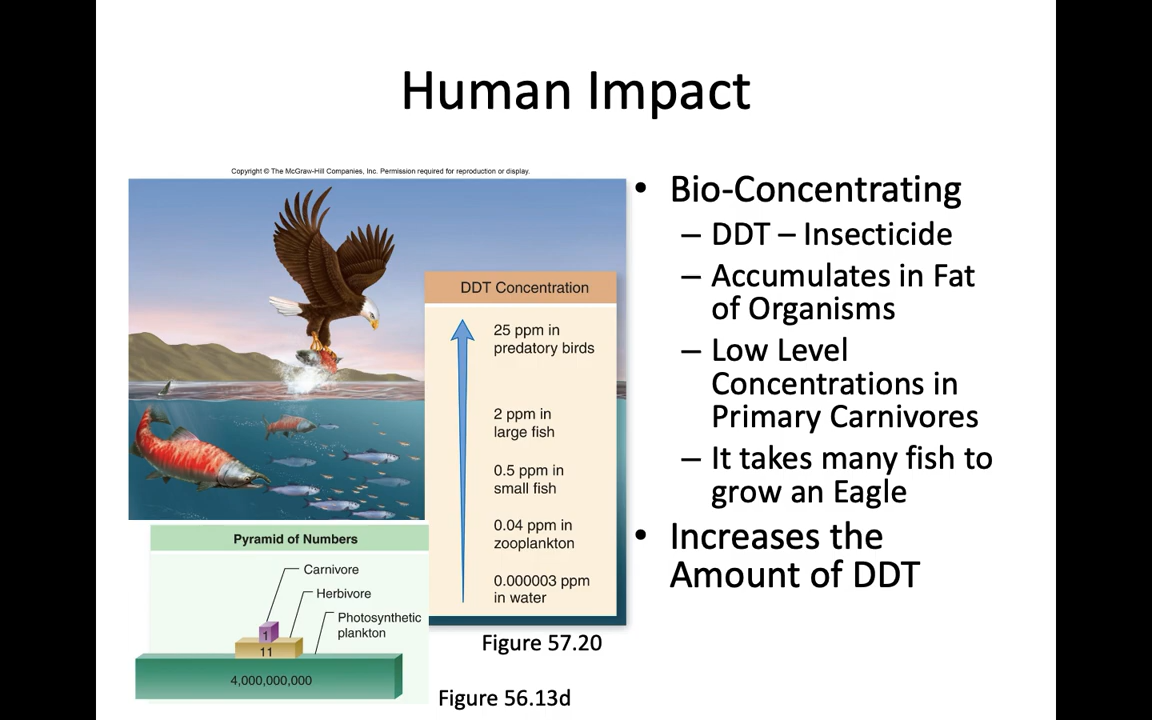 Human Impact
Copyright © The McGraw-Hill Companies, Inc. Permission required for reproduction or display.
DDT Concentration
25 ppm in
predatory birds
2 ppm in
large fish
0.5 ppm in
small fish
0.04 ppm in
zooplankton
0.000003 ppm
in water
Figure 57.20
Pyramid of Numbers
Carnivore
Herbivore
Photosynthetic
plankton
1
11
4,000,000,000
Figure 56.13d
• Bio-Concentrating
– DDT – Insecticide
– Accumulates in Fat
of Organisms
– Low Level
Concentrations in
Primary Carnivores
– It takes many fish to
grow an Eagle
• Increases the
Amount of DDT